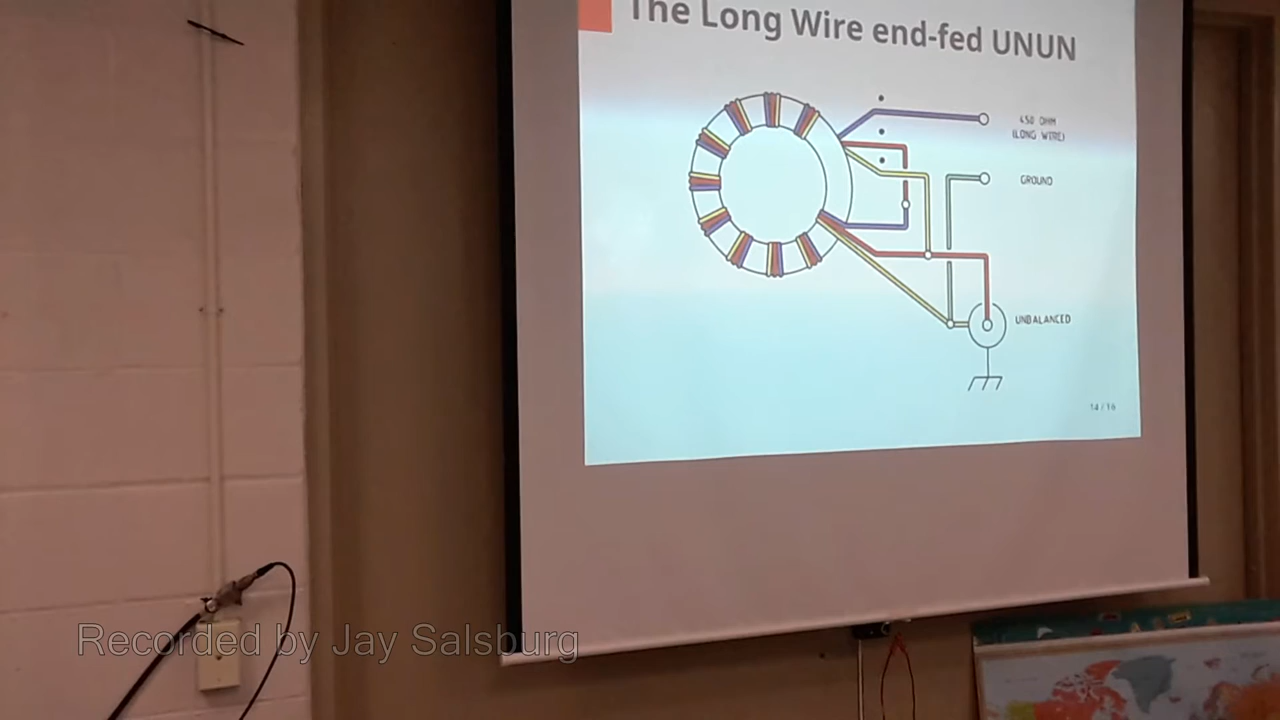 The Long Wire end-fed UNUN
450 OHM
(LONG WIRE)
GROUND
UNBALANCED
14 / 16
Recorded by Jay Salsburg